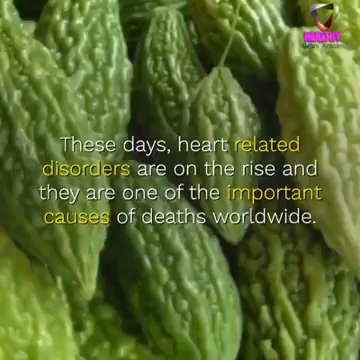 HEALTHY
These days, heart related
disorders are on the rise and
they are one of the important
causes of deaths worldwide.